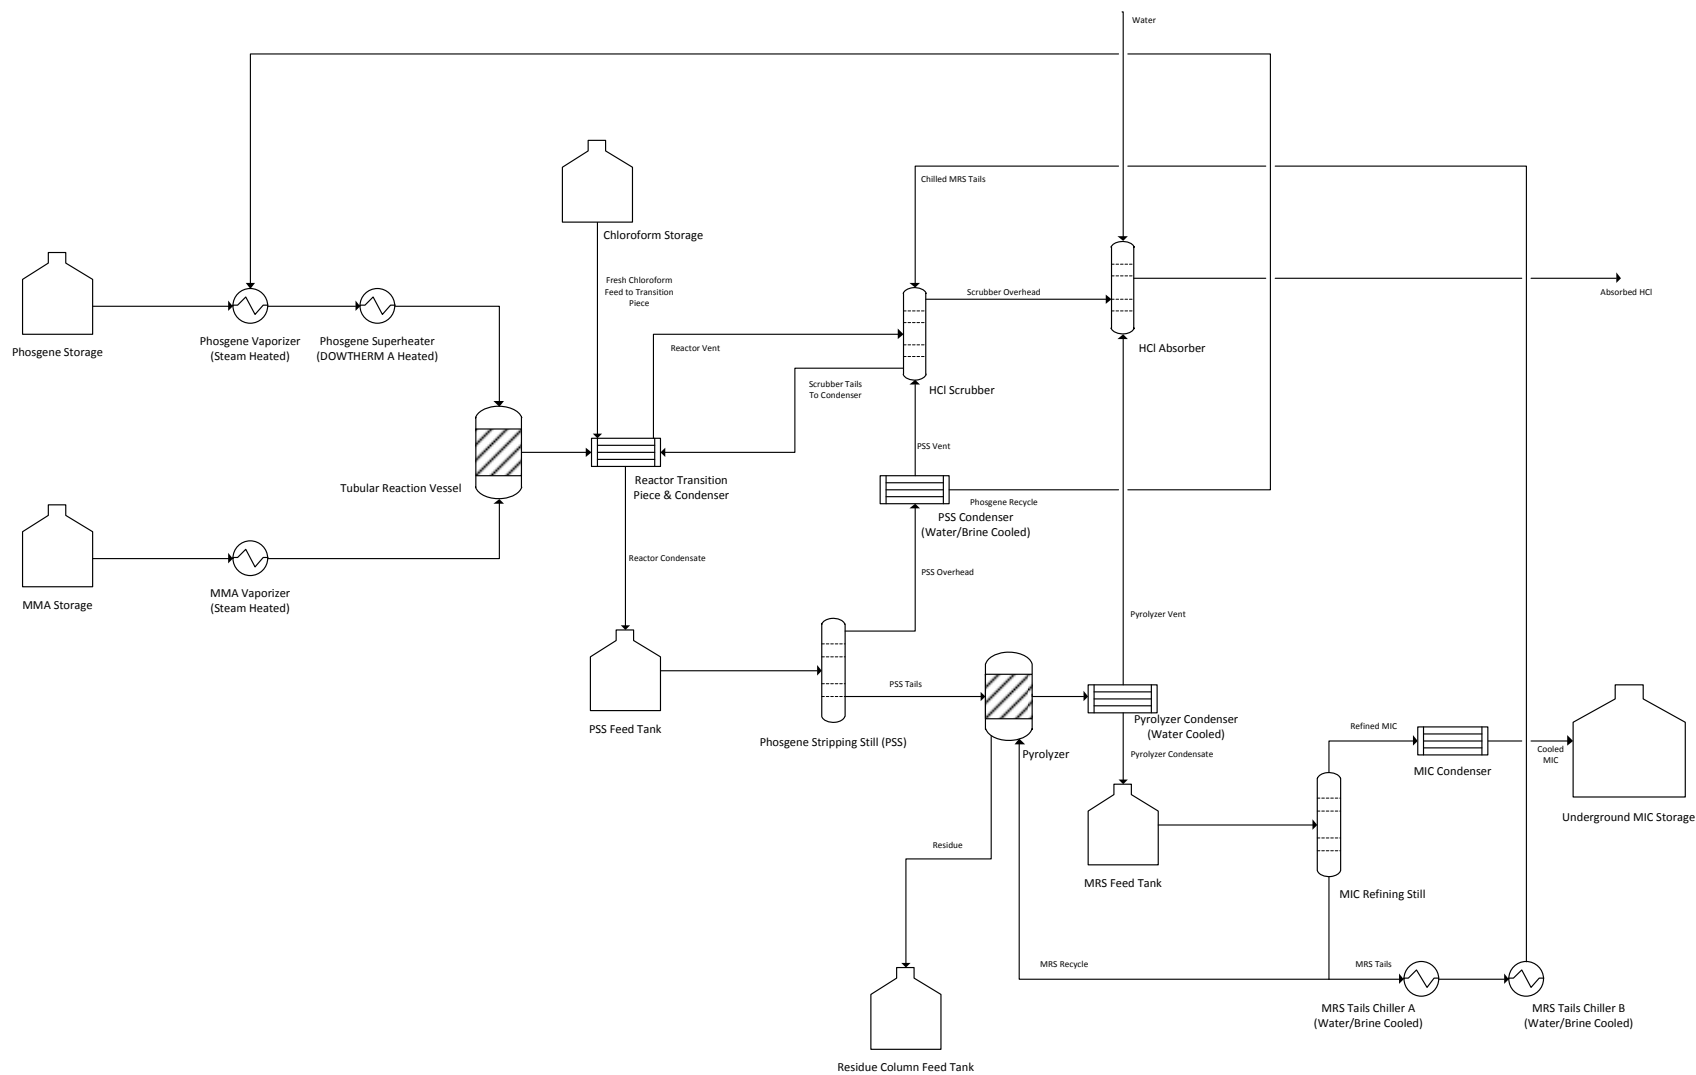 Water
Chilled MRS Tails
Chloroform Storage
Fresh Chloroform
Feed to Transition
Piece
Scrubber Overhead
Absorbed HCl
Phosgene Storage
Phosgene Vaporizer
(Steam Heated)
Phosgene Superheater
(DOWTHERM A Heated)
Reactor Vent
HCl Absorber
Scrubber Tails
To Condenser
HCl Scrubber
PSS Vent
Tubular Reaction Vessel
Reactor Transition
Piece & Condenser
Phosgene Recycle
PSS Condenser
(Water/Brine Cooled)
Reactor Condensate
PSS Overhead
MMA Storage
MMA Vaporizer
(Steam Heated)
Pyrolyzer Vent
PSS Tails
PSS Feed Tank
Phosgene Stripping Still (PSS)
Pyrolyzer
Pyrolyzer Condenser
(Water Cooled)
Pyrolyzer Condensate
Refined MIC
MIC Condenser
Cooled
MIC
Underground MIC Storage
Residue
MRS Feed Tank
MIC Refining Still
MRS Recycle
MRS Tails
MRS Tails Chiller A
(Water/Brine Cooled)
MRS Tails Chiller B
(Water/Brine Cooled)
Residue Column Feed Tank